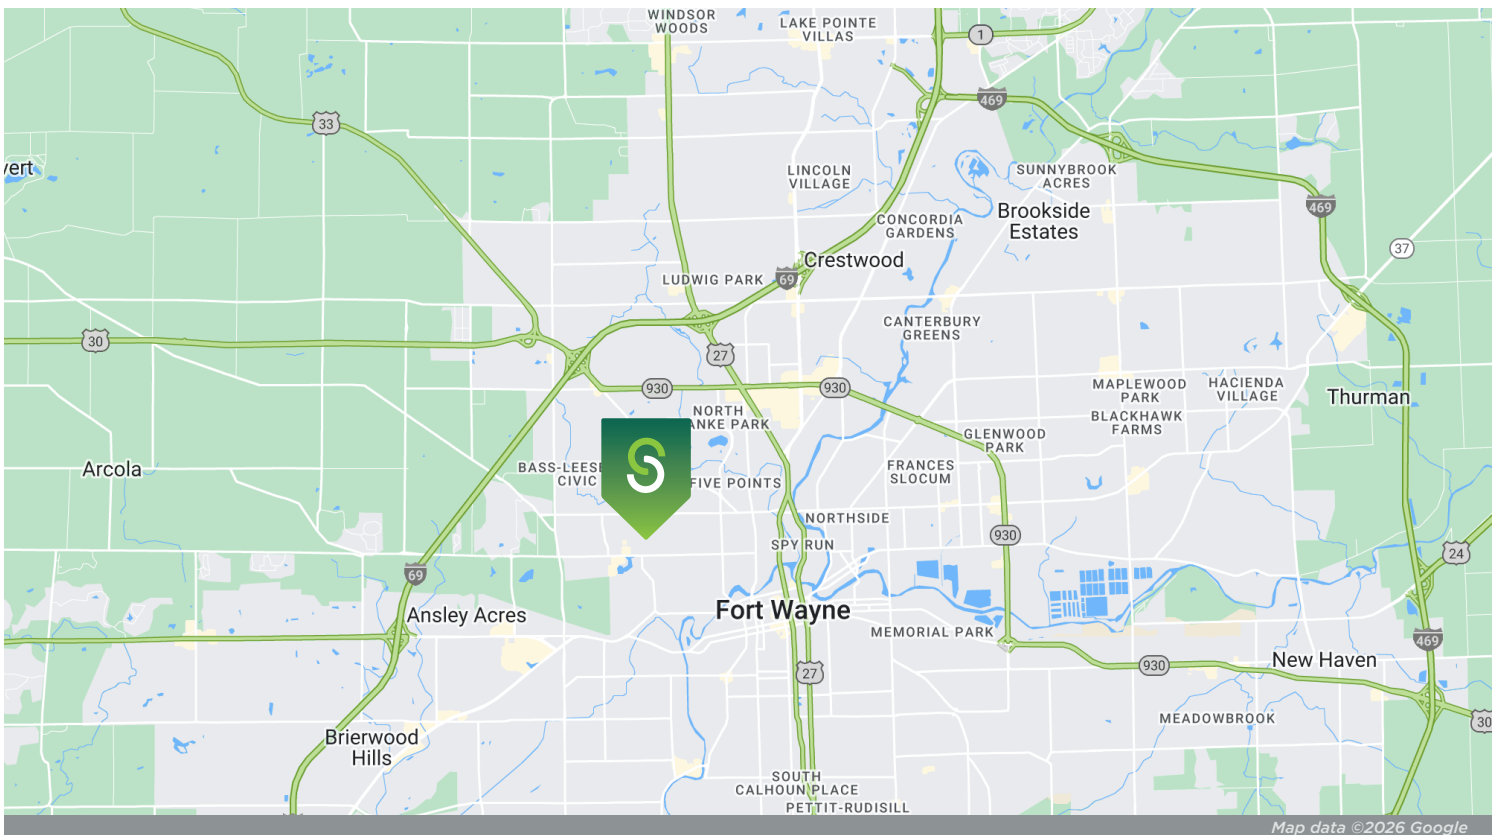 WINDSOR
WOODS
LAKE POINTE
VILLAS
1
469
33
vert
LINCOLN
VILLAGE
SUNNYBROOK
ACRES
469
Brookside
Estates
CONCORDIA
GARDENS
37
Crestwood
LUDWIG PARK
69
CANTERBURY
GREENS
30
27
930
930
MAPLEWOOD
PARK
HACIENDA
VILLAGE
Thurman
NORTH
ANKE PARK
BLACKHAWK
FARMS
GLENWOOD
PARK
Arcola
BASS-LEESB
CIVIC
FIVE POINTS
FRANCES
SLOCUM
NORTHSIDE
930
SPY RUN
24
69
Ansley Acres
Fort Wayne
MEMORIAL PARK
469
27
930
New Haven
MEADOWBROOK
30
Brierwood
Hills
SOUTH
CALHOUN PLACE
PETTIT-RUDISILL
Map data ©2026 Google